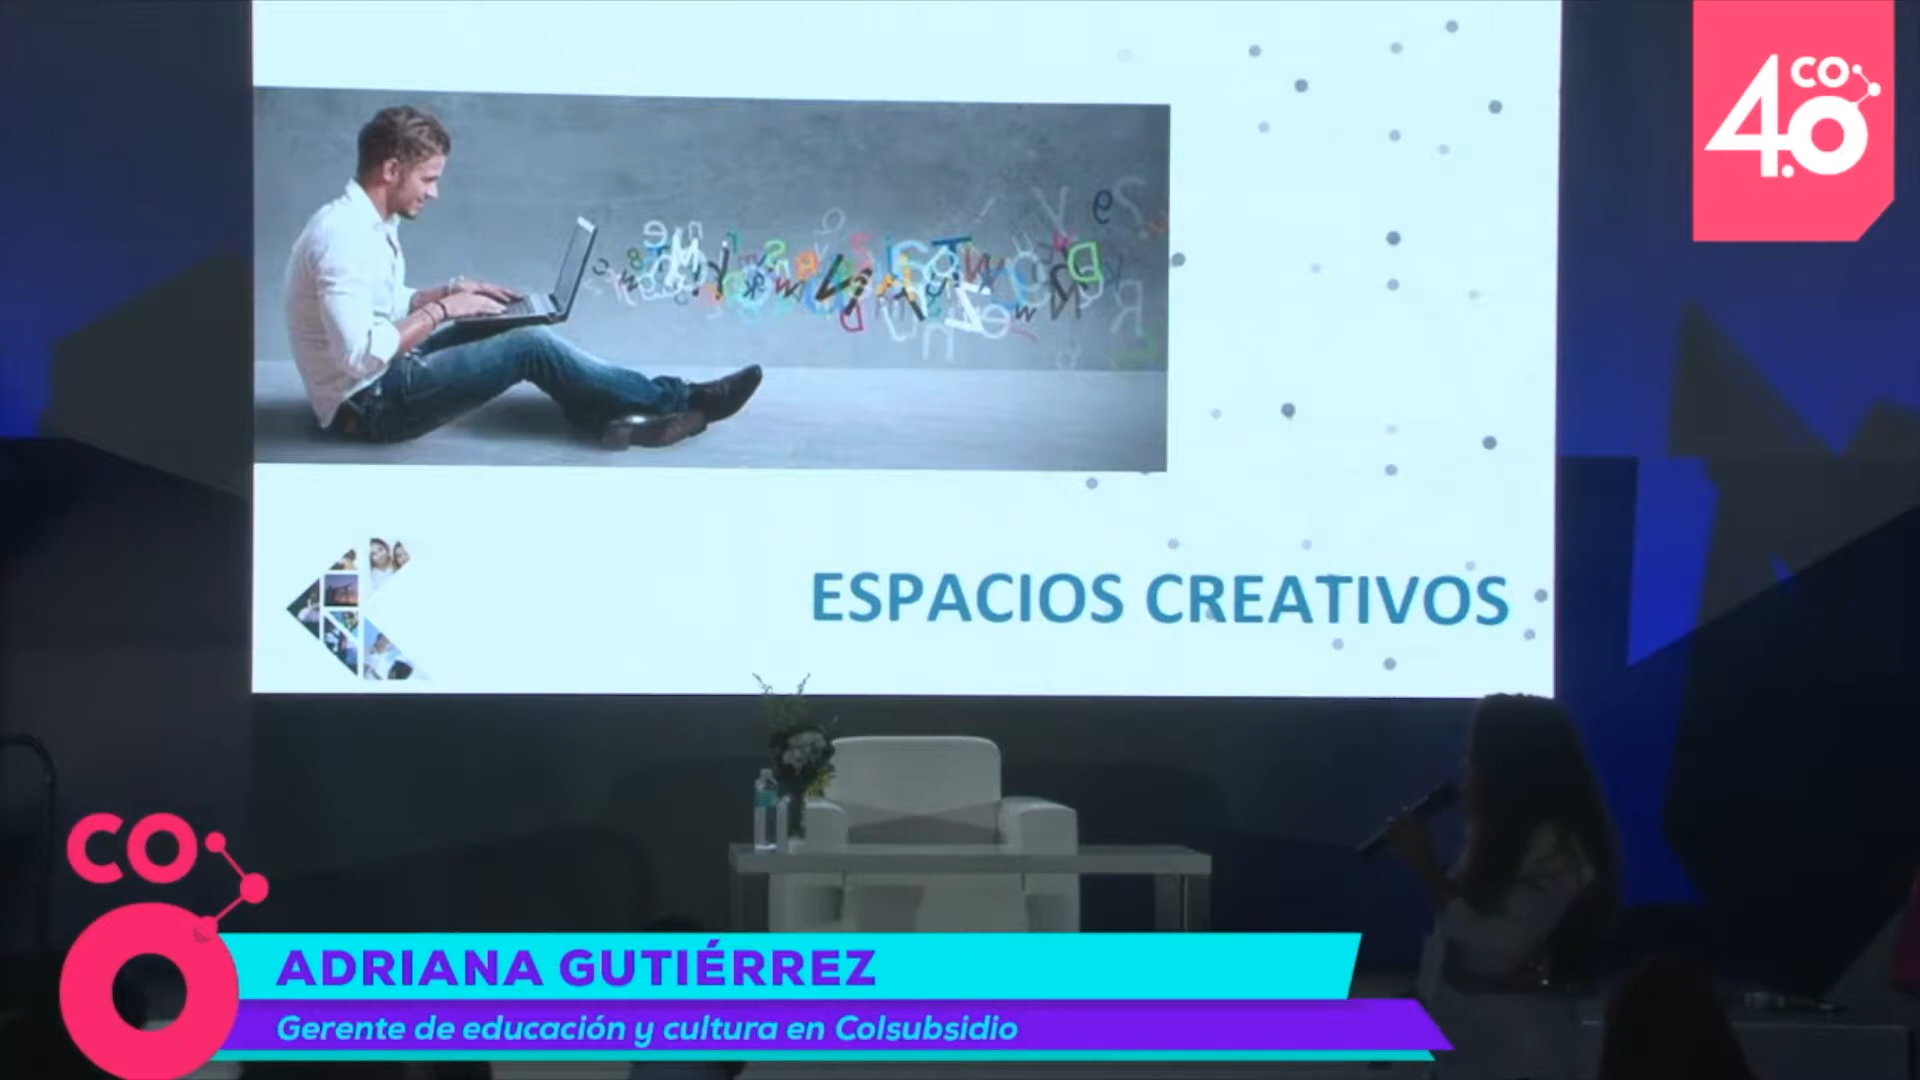 CO
4.0
ESPACIOS CREATIVOS
CO
ADRIANA GUTIÉRREZ
Gerente de educación y cultura en Colsubsidio